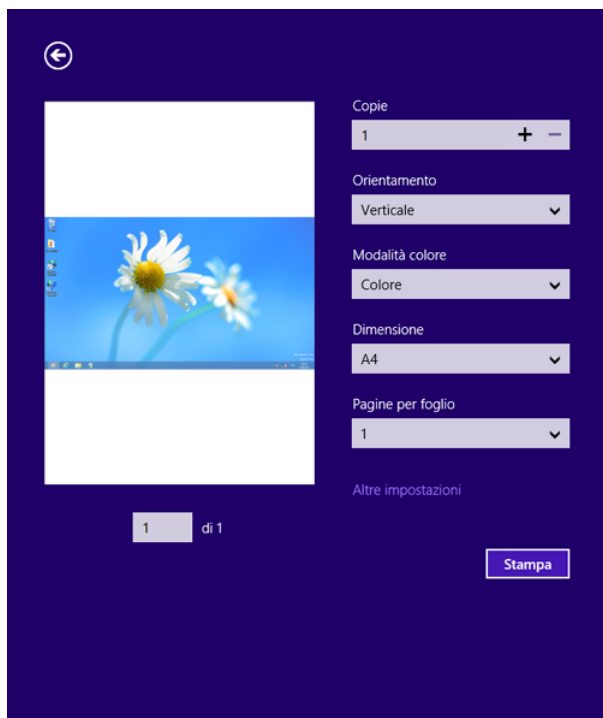 Copie
1
Orientamento
Verticale
Modalità colore
Colore
Dimensione
A4
Pagine per foglio
1
Altre impostazioni
1 di 1
Stampa